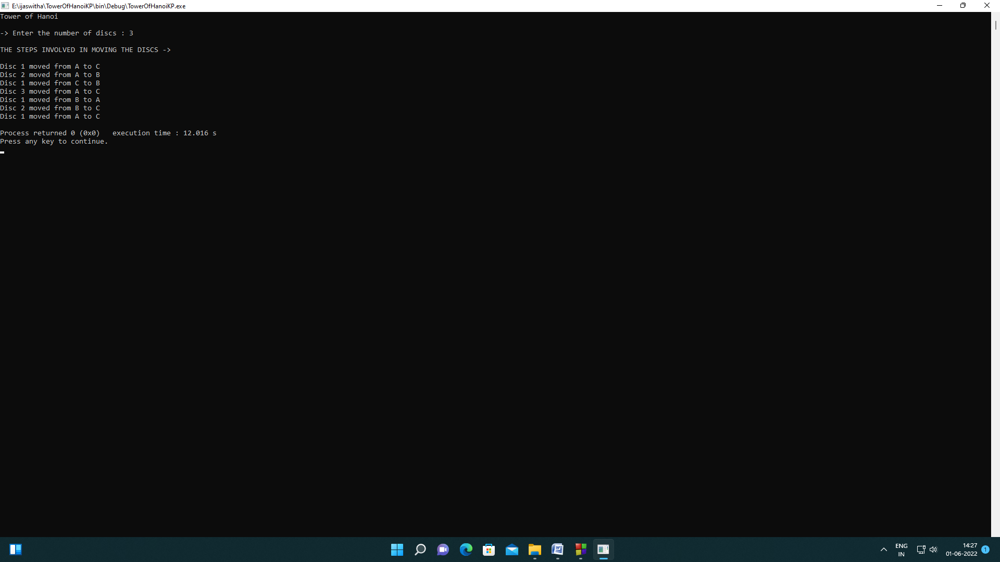 E:\ijaswitha\TowerOfHanoiKP\bin\Debug\TowerOfHanoiKP.exe
Tower of Hanoi
-> Enter the number of discs : 3
THE STEPS INVOLVED IN MOVING THE DISCS ->
Disc 1 moved from A to C
Disc 2 moved from A to B
Disc 1 moved from C to B
Disc 3 moved from A to C
Disc 1 moved from B to A
Disc 2 moved from B to C
Disc 1 moved from A to C
Process returned 0 (0x0)   execution time : 12.016 s
Press any key to continue.
ENG
IN
14:27
01-06-2022
1